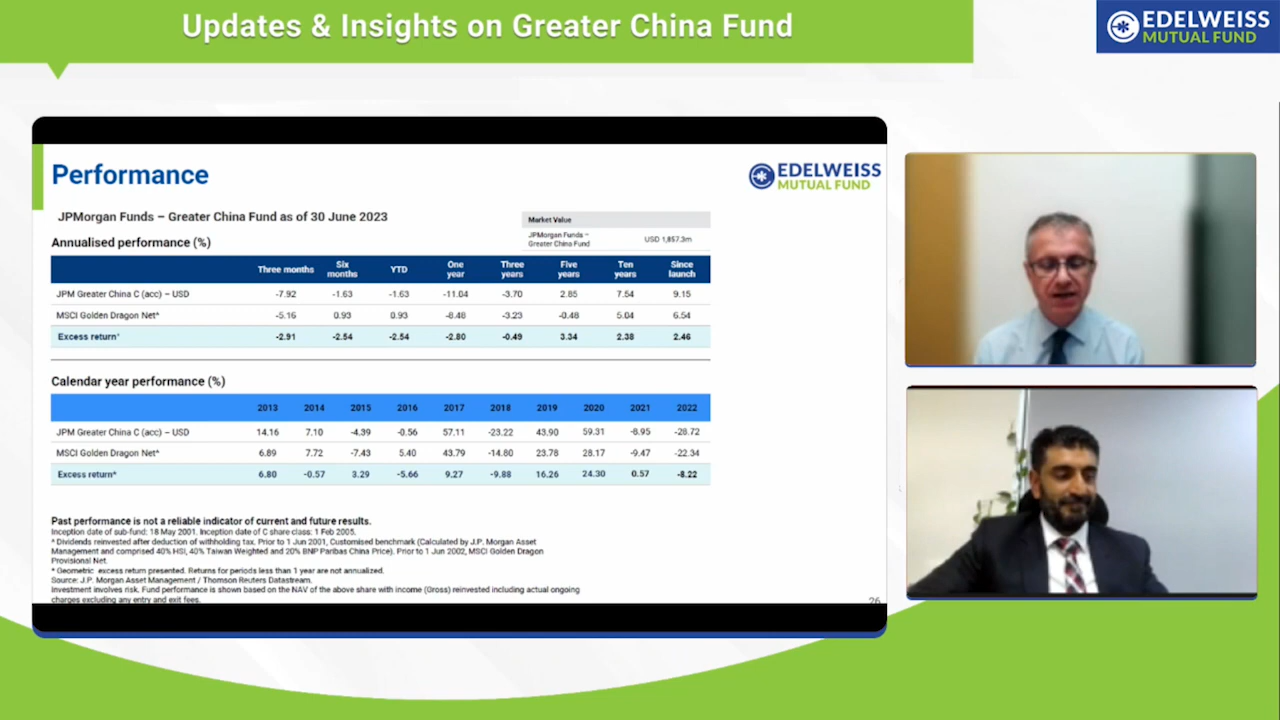 Updates & Insights on Greater China Fund
EDELWEISS
MUTUAL FUND
Performance
EDELWEISS
MUTUAL FUND
JPMorgan Funds – Greater China Fund as of 30 June 2023
Market Value
Annualised performance (%)
JPMorgan Funds –
Greater China Fund
USD 1,857.3m
Three months Six months YTD One year Three years Five years Ten years Since launch
JPM Greater China C (acc) – USD -7.92 -1.63 -1.63 -11.04 -3.70 2.85 7.54 9.15
MSCI Golden Dragon Net^ -5.16 0.93 0.93 -8.48 -3.23 -0.48 5.04 6.54
Excess return* -2.91 -2.54 -2.54 -2.80 -0.49 3.34 2.38 2.46
Calendar year performance (%)
2013 2014 2015 2016 2017 2018 2019 2020 2021 2022
JPM Greater China C (acc) – USD 14.16 7.10 -4.39 -0.56 57.11 -23.22 43.90 59.31 -8.95 -28.72
MSCI Golden Dragon Net^ 6.89 7.72 -7.43 5.40 43.79 -14.80 23.78 28.17 -9.47 -22.34
Excess return^ 6.80 -0.57 3.29 -5.66 9.27 -9.88 16.26 24.30 0.57 -8.22
Past performance is not a reliable indicator of current and future results.
Inception date of sub-fund: 18 May 2001. Inception date of C share class: 1 Feb 2005.
^ Dividends reinvested after deduction of withholding tax. Prior to 1 Jun 2001, Customised benchmark (Calculated by J.P. Morgan Asset
Management and comprised 40% HSI, 40% Taiwan Weighted and 20% BNP Paribas China Price). Prior to 1 Jun 2002, MSCI Golden Dragon
Provisional Net.
* Geometric excess return presented. Returns for periods less than 1 year are not annualized.
Source: J.P. Morgan Asset Management / Thomson Reuters Datastream.
Investment involves risk. Fund performance is shown based on the NAV of the above share with income (Gross) reinvested including actual ongoing
charges excluding any entry and exit fees.
26